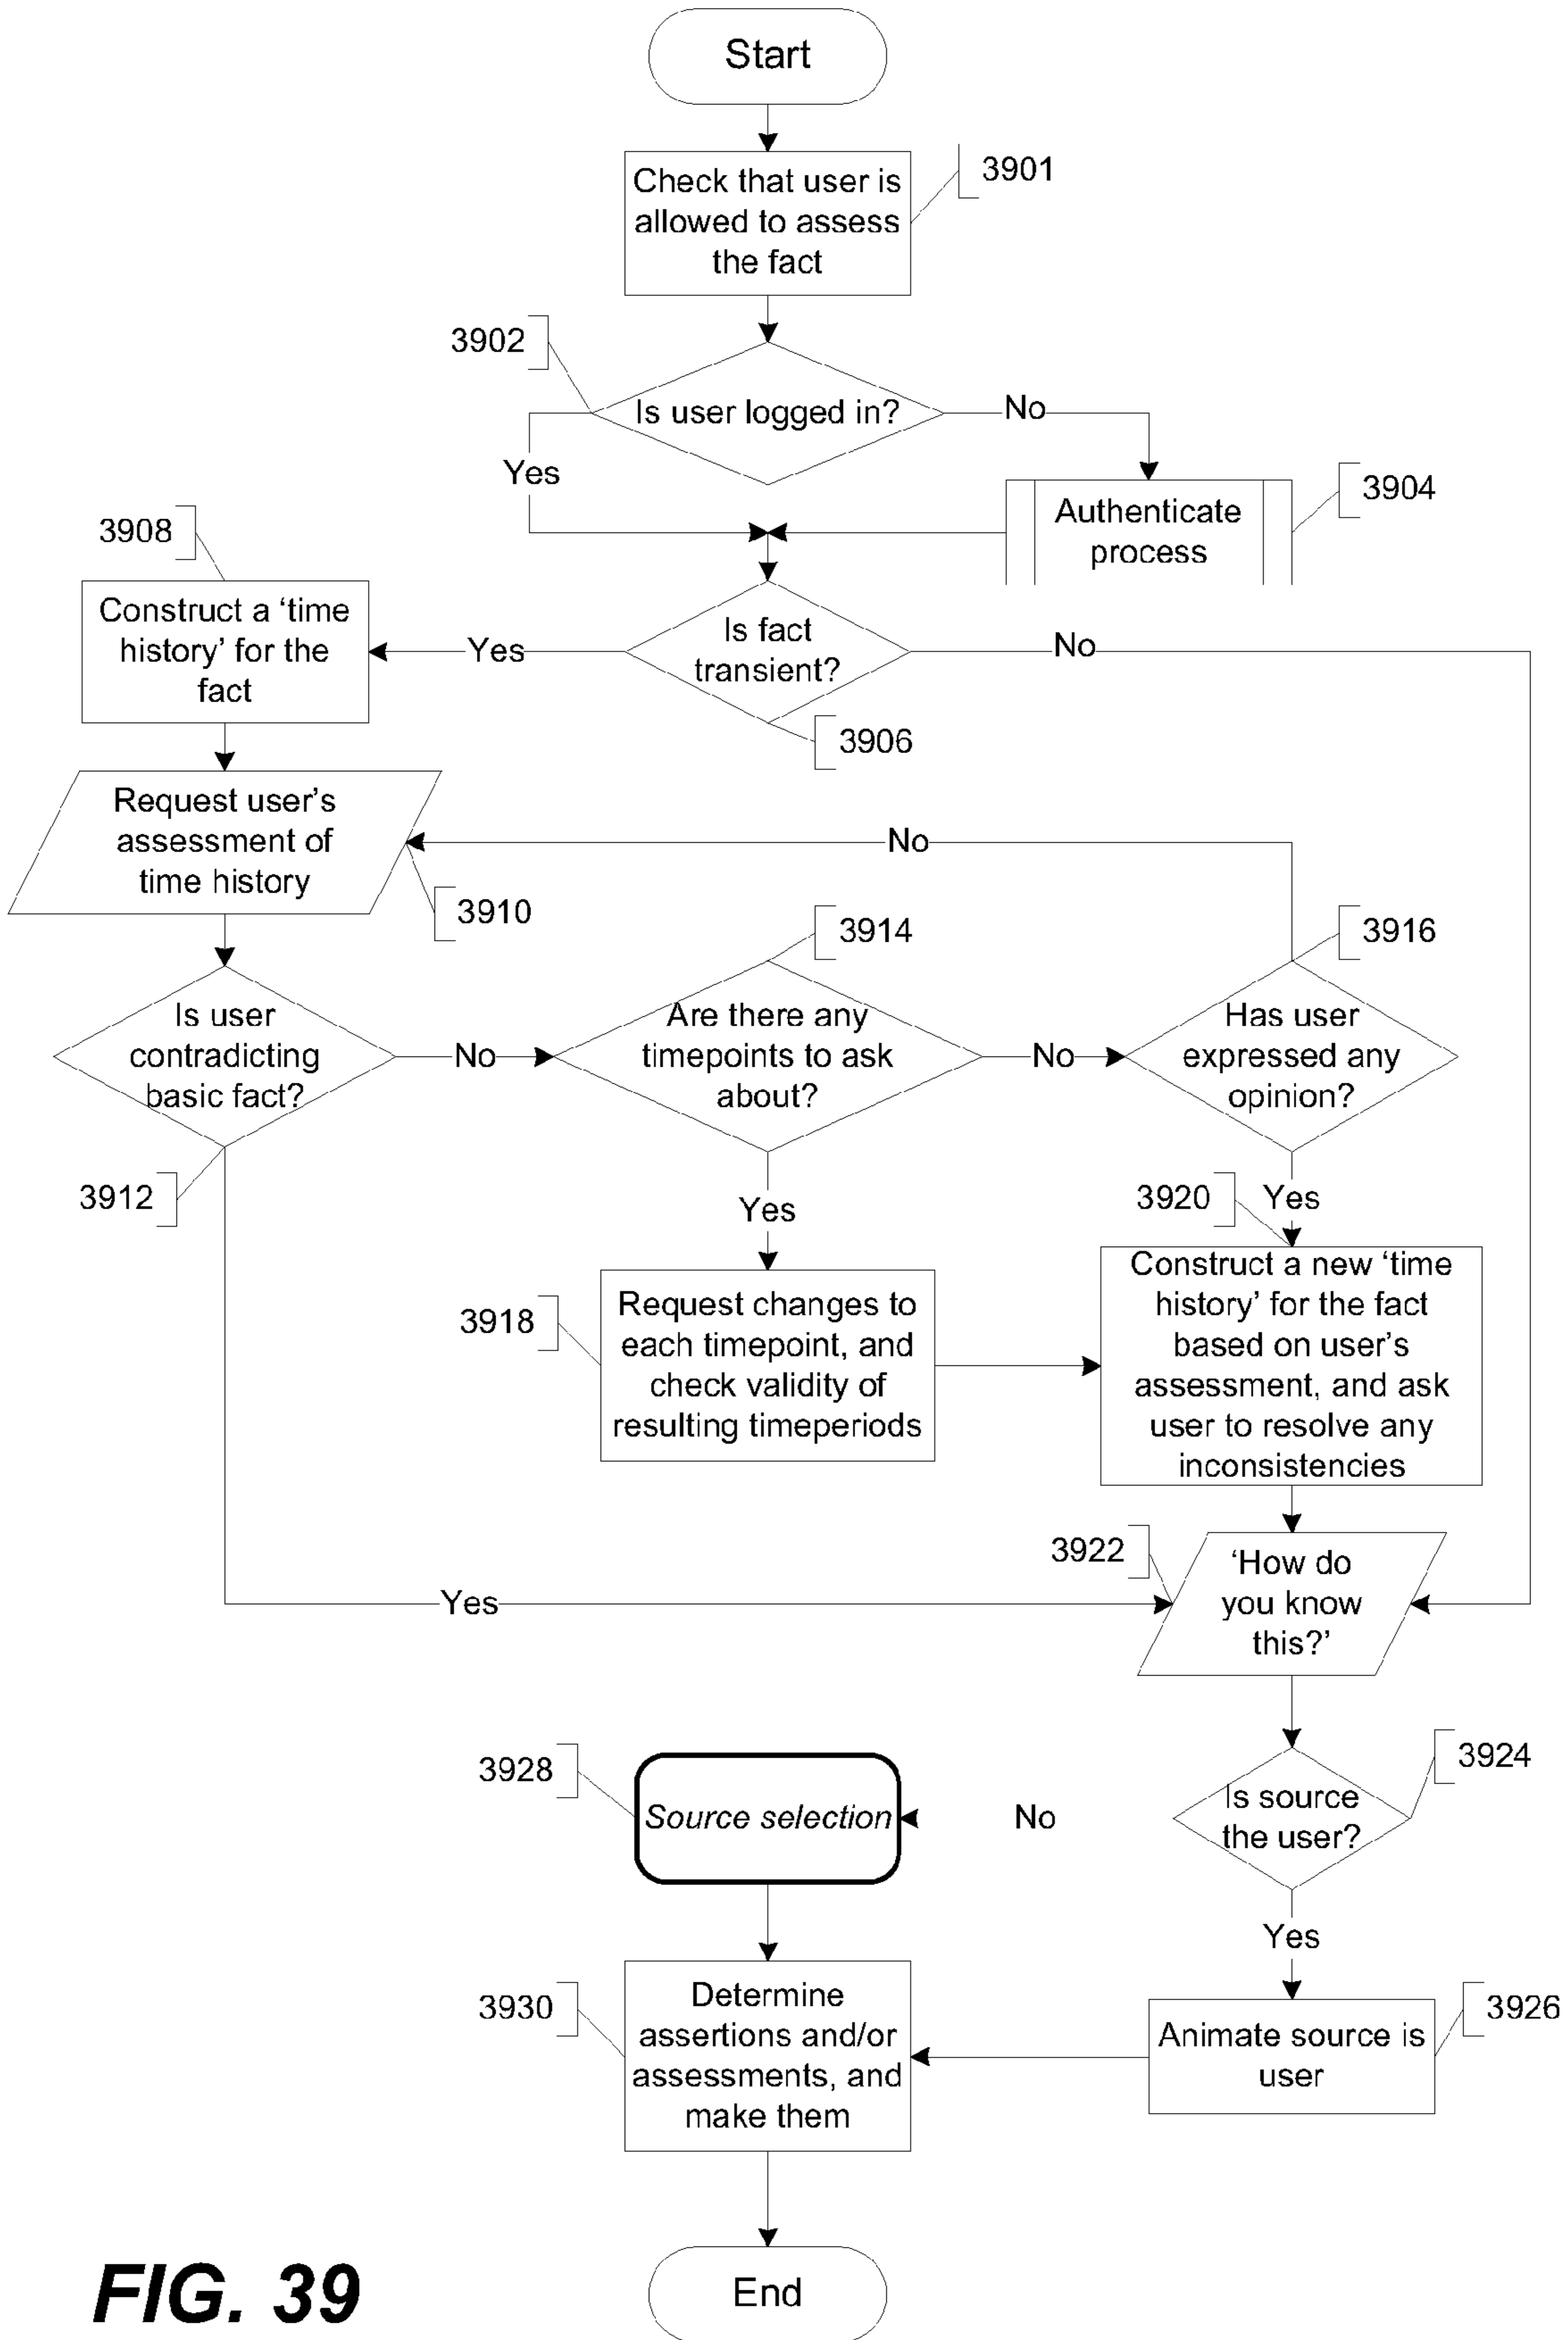 Start
Check that user is
allowed to assess
the fact
3901
3902
Is user logged in?
No
Yes
Authenticate
process
3904
3908
Construct a ‘time
history’ for the
fact
Yes
Is fact
transient?
No
3906
Request user’s
assessment of
time history
No
3910
3914
3916
Is user
contradicting
basic fact?
No
Are there any
timepoints to ask
about?
No
Has user
expressed any
opinion?
3912
Yes
3920
Yes
3918
Request changes to
each timepoint, and
check validity of
resulting timeperiods
Construct a new ‘time
history’ for the fact
based on user’s
assessment, and ask
user to resolve any
inconsistencies
3922
Yes
‘How do
you know
this?’
3928
Source selection
No
Is source
the user?
3924
Yes
3930
Determine
assertions and/or
assessments, and
make them
Animate source is
user
3926
End
FIG. 39